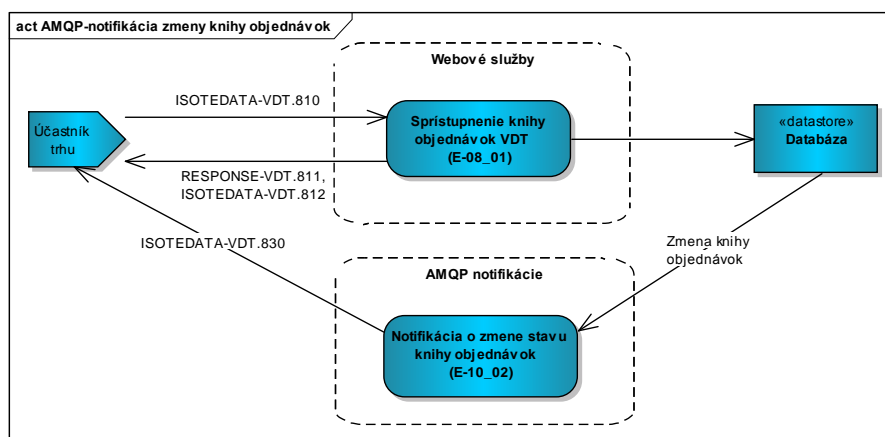 act AMQP-notifikácia zmeny knihy objednávok
Webové služby
ISOTEDATA-VDT.810
Účastník
trhu
Sprístupnenie knihy
objednávok VDT
(E-08_01)
«datastore»
Databáza
RESPONSE-VDT.811,
ISOTEDATA-VDT.812
ISOTEDATA-VDT.830
Zmena knihy
objednávok
AMQP notifikácie
Notifikácia o zmene stavu
knihy objednávok
(E-10_02)